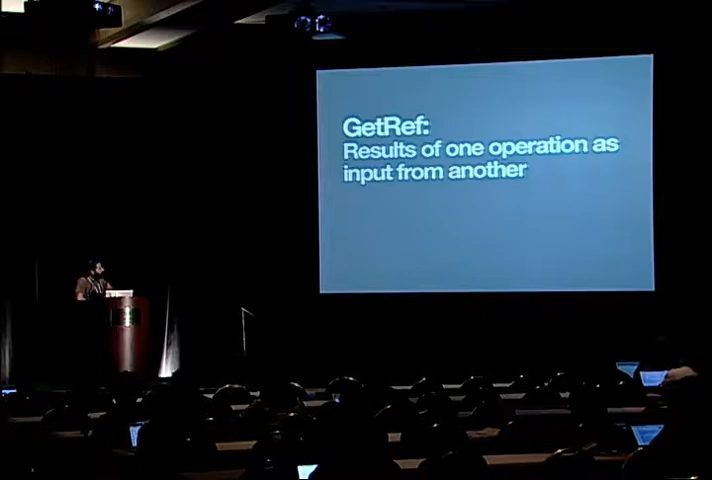 GetRef:
Results of one operation as
input from another